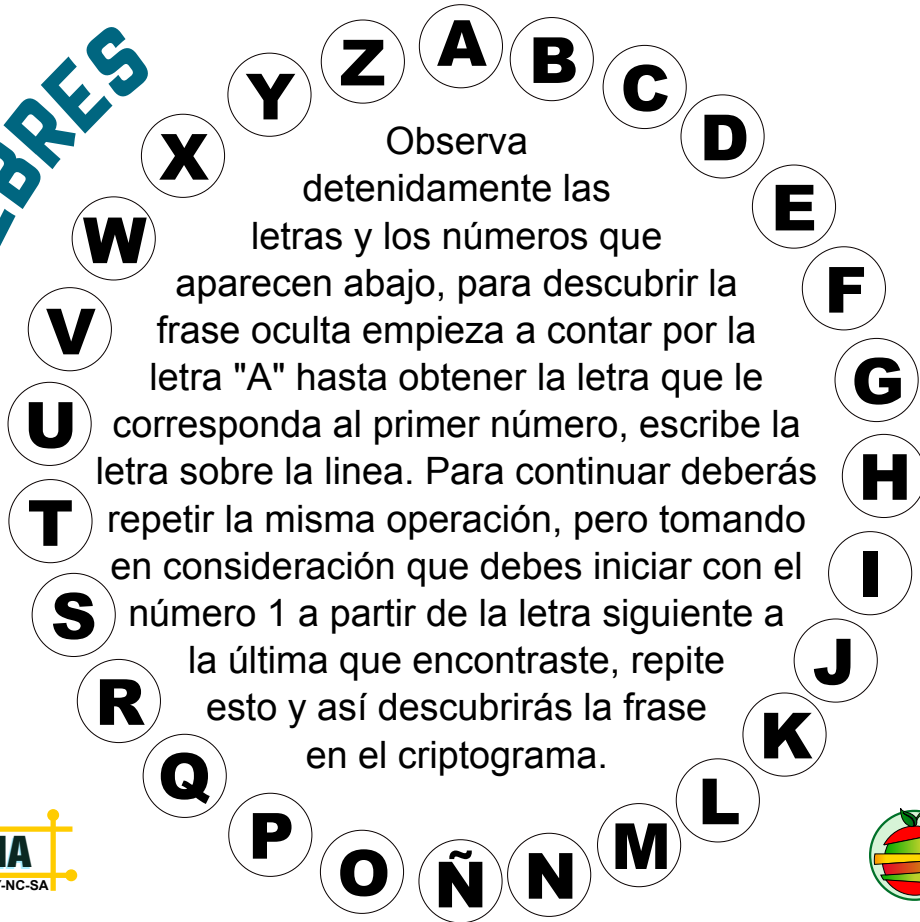 A
B
C
D
E
F
G
H
I
J
K
L
M
N
Ñ
O
P
Q
R
S
T
U
V
W
X
Y
Z
Observa
detenidamente las
letras y los números que
aparecen abajo, para descubrir la
frase oculta empieza a contar por la
letra "A" hasta obtener la letra que le
corresponda al primer número, escribe la
letra sobre la linea. Para continuar deberás
repetir la misma operación, pero tomando
en consideración que debes iniciar con el
número 1 a partir de la letra siguiente a
la última que encontraste, repite
esto y así descubrirás la frase
en el criptograma.